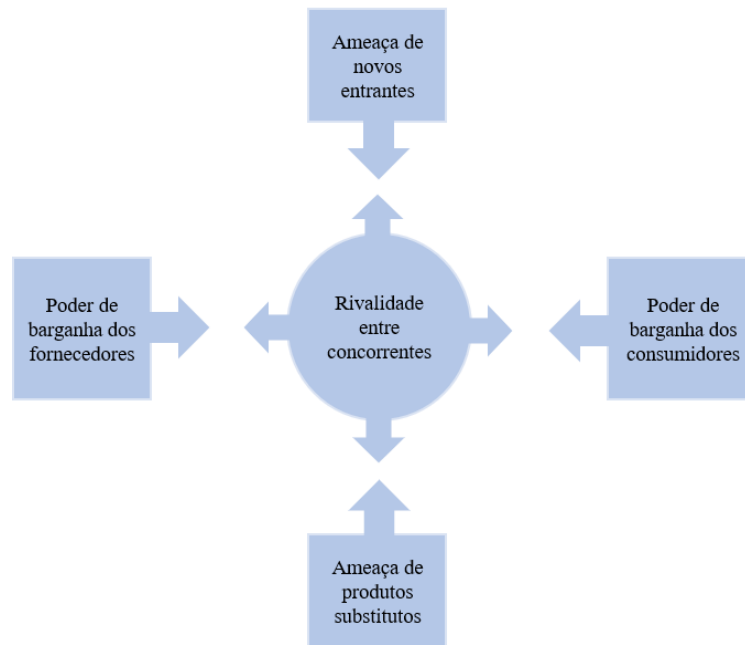 Ameaça de
novos
entrantes
Poder de
barganha dos
fornecedores
Rivalidade
entre
concorrentes
Poder de
barganha dos
consumidores
Ameaça de
produtos
substitutos